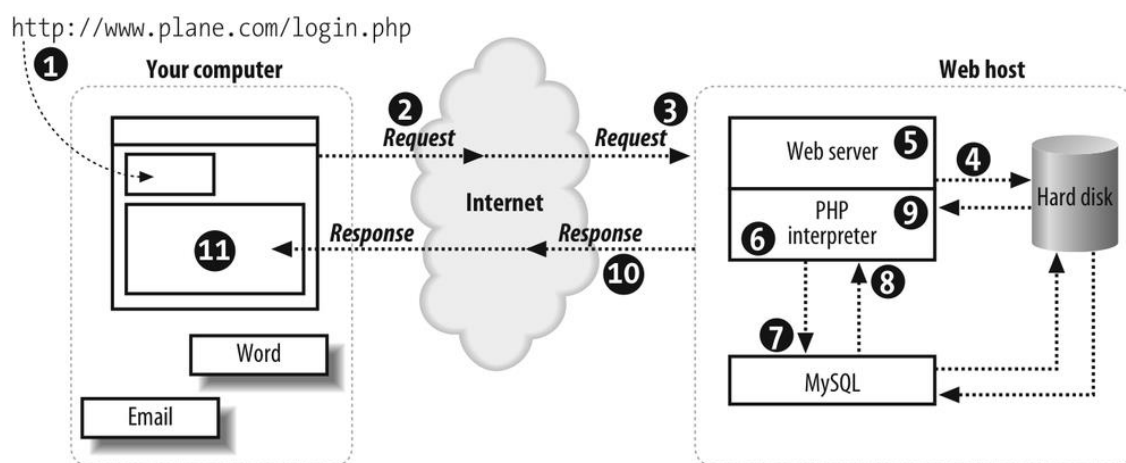 http://www.plane.com/login.php
1
Your computer
Web host
2
3
Request
Request
Web server
5
4
Hard disk
Internet
PHP
interpreter
9
6
Response
Response
11
10
8
7
Word
MySQL
Email